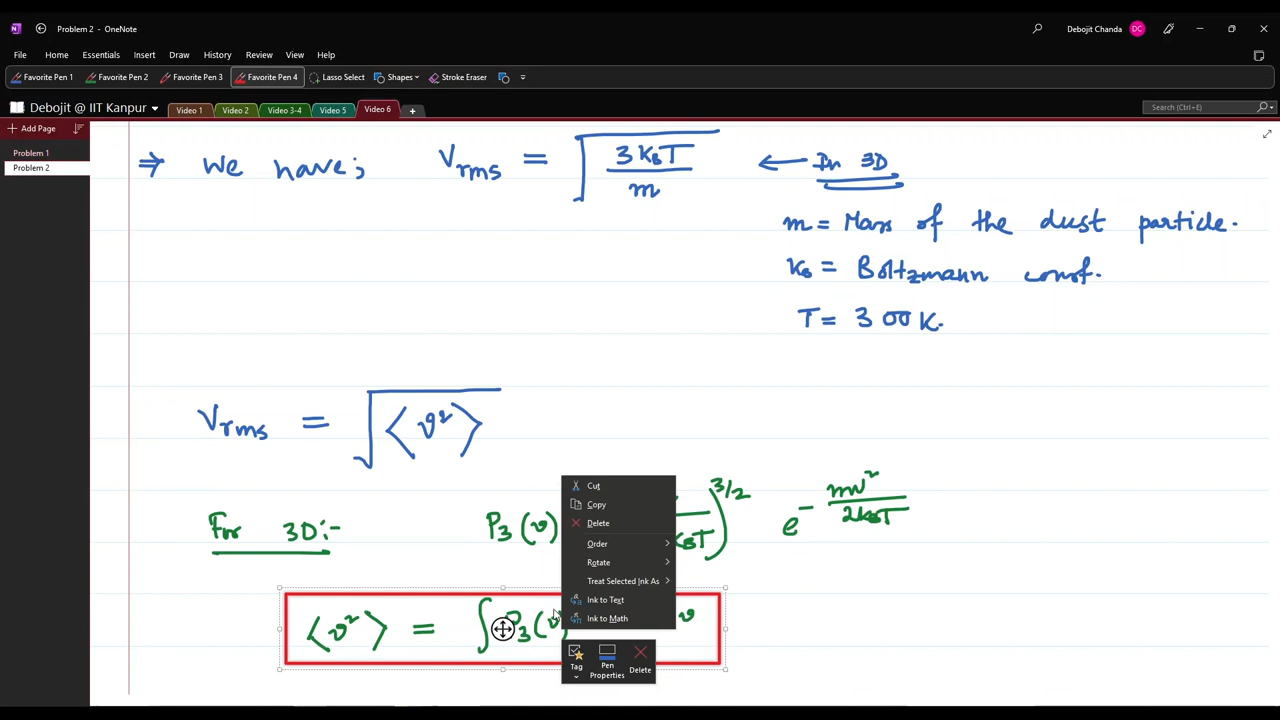 Problem 2 - OneNote
Debojit Chanda DC
File Home Essentials Insert Draw History Review View Help
Favorite Pen 1 Favorite Pen 2 Favorite Pen 3 Favorite Pen 4 Lasso Select Shapes Stroke Eraser
Debojit @ IIT Kanpur Video 1 Video 2 Video 3-4 Video 5 Video 6 + Search (Ctrl+E)
+ Add Page
Problem 1
Problem 2
⇒ We have; Vrms = √(3 kBT / m) ← In 3D
m = Mass of the dust particle.
kB = Boltzmann const.
T = 300 K.
Vrms = √⟨v²⟩
For 3D:- P3 (v) kBT)^3/2 e^- mv²/2kBT
⟨v²⟩ = ∫ P3 (v) v
Cut
Copy
Delete
Order
Rotate
Treat Selected Ink As
Ink to Text
Ink to Math
Tag Pen Properties Delete